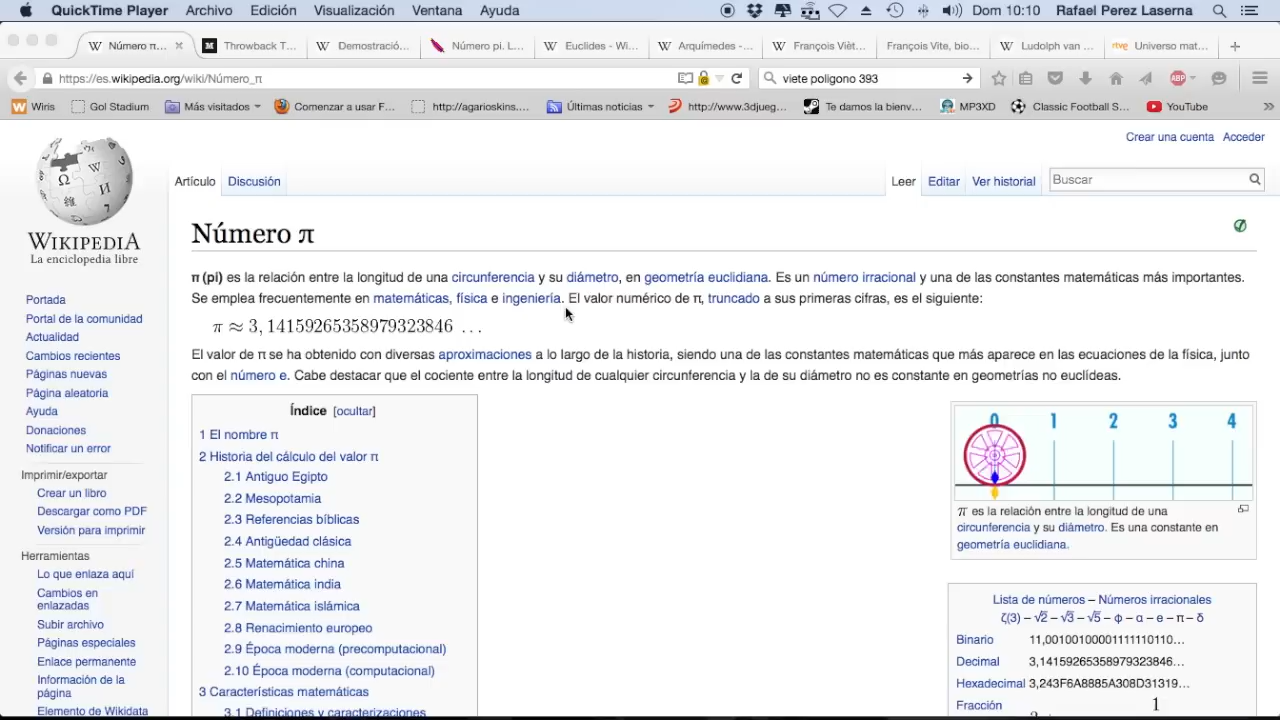 QuickTime Player Archivo Edición Visualización Ventana Ayuda Dom 10:10 Rafael Perez Laserna
Número π... Throwback T... Demostració... Número pi. L... Euclides - Wi... Arquímedes -... François Vièt... François Vite, bio... Ludolph van ... rtve Universo mat...
https://es.wikipedia.org/wiki/Número_π viete poligono 393 ABP
Wiris Gol Stadium Más visitados Comenzar a usar F... http://agarioskins.... Últimas noticias http://www.3djueg... Te damos la bienv... MP3XD Classic Football S... YouTube
Crear una cuenta Acceder
Artículo Discusión Leer Editar Ver historial Buscar
WIKIPEDIA
La enciclopedia libre
Portada
Portal de la comunidad
Actualidad
Cambios recientes
Páginas nuevas
Página aleatoria
Ayuda
Donaciones
Notificar un error
Imprimir/exportar
Crear un libro
Descargar como PDF
Versión para imprimir
Herramientas
Lo que enlaza aquí
Cambios en
enlazadas
Subir archivo
Páginas especiales
Enlace permanente
Información de la
página
Elemento de Wikidata
Número π
π (pi) es la relación entre la longitud de una circunferencia y su diámetro, en geometría euclidiana. Es un número irracional y una de las constantes matemáticas más importantes.
Se emplea frecuentemente en matemáticas, física e ingeniería. El valor numérico de π, truncado a sus primeras cifras, es el siguiente:
π ≈ 3,14159265358979323846 ...
El valor de π se ha obtenido con diversas aproximaciones a lo largo de la historia, siendo una de las constantes matemáticas que más aparece en las ecuaciones de la física, junto
con el número e. Cabe destacar que el cociente entre la longitud de cualquier circunferencia y la de su diámetro no es constante en geometrías no euclídeas.
Índice [ocultar]
1 El nombre π
2 Historia del cálculo del valor π
2.1 Antiguo Egipto
2.2 Mesopotamia
2.3 Referencias bíblicas
2.4 Antigüedad clásica
2.5 Matemática china
2.6 Matemática india
2.7 Matemática islámica
2.8 Renacimiento europeo
2.9 Época moderna (precomputacional)
2.10 Época moderna (computacional)
3 Características matemáticas
3.1 Definiciones y caracterizaciones
0 1 2 3 4
π es la relación entre la longitud de una
circunferencia y su diámetro. Es una constante en
geometría euclidiana.
Lista de números – Números irracionales
ζ(3) – √2 – √3 – √5 – φ – α – e – π – δ
Binario 11,00100100001111110110...
Decimal 3,14159265358979323846...
Hexadecimal 3,243F6A8885A308D31319...
Fracción 1